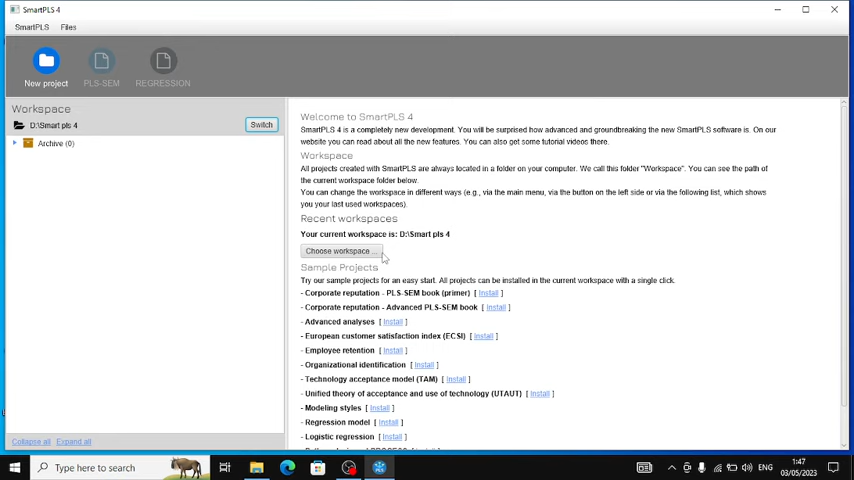 SmartPLS 4
SmartPLS Files
New project PLS-SEM REGRESSION
Workspace
D:\Smart pls 4 Switch
Archive (0)
Welcome to SmartPLS 4
SmartPLS 4 is a completely new development. You will be surprised how advanced and groundbreaking the new SmartPLS software is. On our
website you can read about all the new features. You can also get some tutorial videos there.
Workspace
All projects created with SmartPLS are always located in a folder on your computer. We call this folder "Workspace". You can see the path of
the current workspace folder below.
You can change the workspace in different ways (e.g., via the main menu, via the button on the left side or via the following list, which shows
you your last used workspaces).
Recent workspaces
Your current workspace is: D:\Smart pls 4
Choose workspace ...
Sample Projects
Try our sample projects for an easy start. All projects can be installed in the current workspace with a single click.
- Corporate reputation - PLS-SEM book (primer) [ Install ]
- Corporate reputation - Advanced PLS-SEM book [ Install ]
- Advanced analyses [ Install ]
- European customer satisfaction index (ECSI) [ Install ]
- Employee retention [ Install ]
- Organizational identification [ Install ]
- Technology acceptance model (TAM) [ Install ]
- Unified theory of acceptance and use of technology (UTAUT) [ Install ]
- Modeling styles [ Install ]
- Regression model [ Install ]
- Logistic regression [ Install ]
Collapse all Expand all
Type here to search
PLS
ENG
1:47
03/05/2023